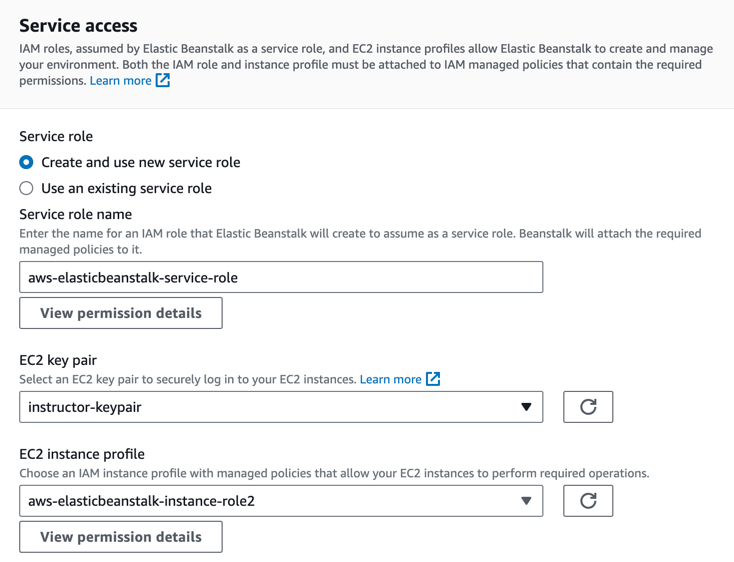 Service access
IAM roles, assumed by Elastic Beanstalk as a service role, and EC2 instance profiles allow Elastic Beanstalk to create and manage
your environment. Both the IAM role and instance profile must be attached to IAM managed policies that contain the required
permissions. Learn more
Service role
Create and use new service role
Use an existing service role
Service role name
Enter the name for an IAM role that Elastic Beanstalk will create to assume as a service role. Beanstalk will attach the required
managed policies to it.
aws-elasticbeanstalk-service-role
View permission details
EC2 key pair
Select an EC2 key pair to securely log in to your EC2 instances. Learn more
instructor-keypair
EC2 instance profile
Choose an IAM instance profile with managed policies that allow your EC2 instances to perform required operations.
aws-elasticbeanstalk-instance-role2
View permission details